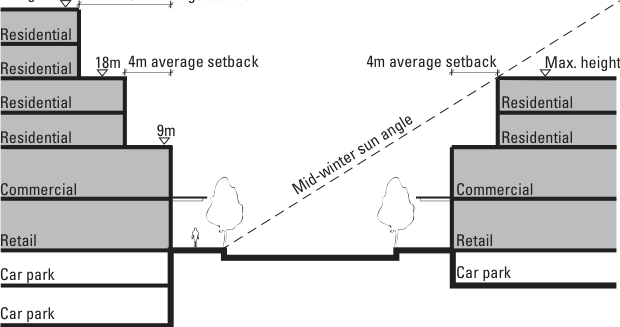 Residential
Residential
18m
4m average setback
Residential
Residential
9m
Commercial
Retail
Car park
Car park
4m average setback
Max. height
Residential
Residential
Mid-winter sun angle
Commercial
Retail
Car park